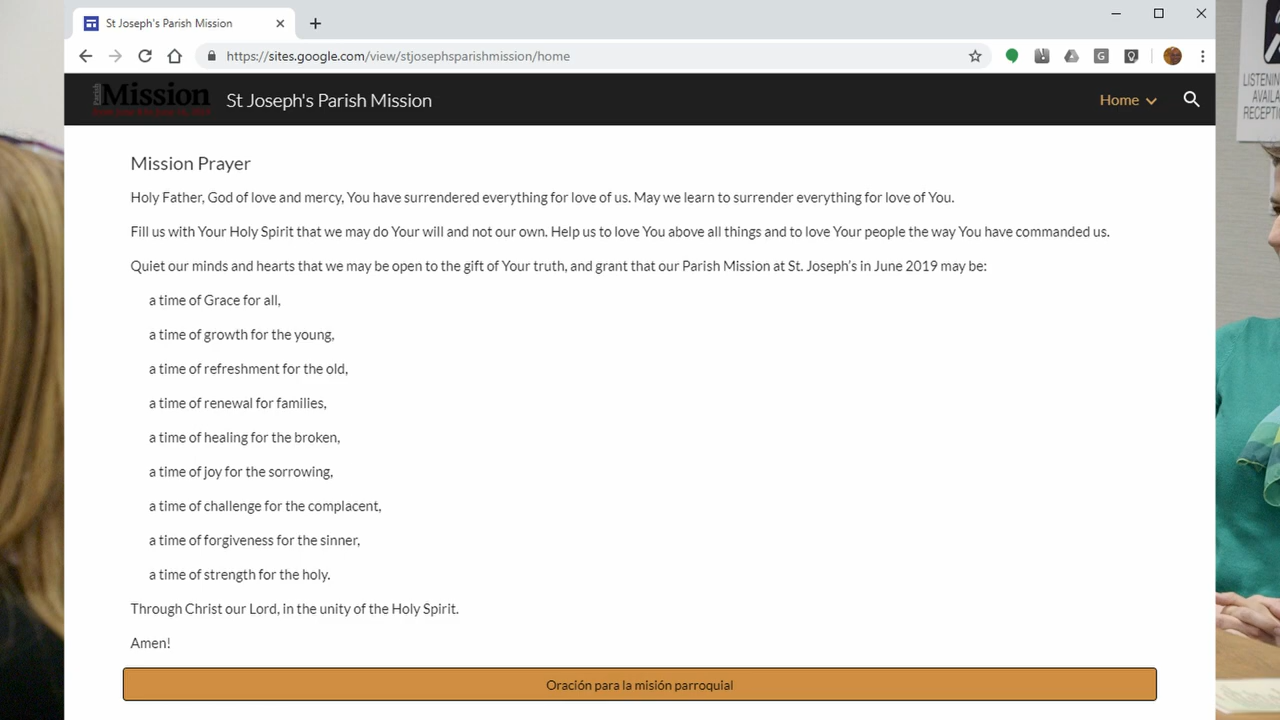 St Joseph's Parish Mission
https://sites.google.com/view/stjosephsparishmission/home
Parish
Mission
St Joseph's Parish Mission
Home
LISTENING
RECEPTI
Mission Prayer
Holy Father, God of love and mercy, You have surrendered everything for love of us. May we learn to surrender everything for love of You.
Fill us with Your Holy Spirit that we may do Your will and not our own. Help us to love You above all things and to love Your people the way You have commanded us.
Quiet our minds and hearts that we may be open to the gift of Your truth, and grant that our Parish Mission at St. Joseph's in June 2019 may be:
a time of Grace for all,
a time of growth for the young,
a time of refreshment for the old,
a time of renewal for families,
a time of healing for the broken,
a time of joy for the sorrowing,
a time of challenge for the complacent,
a time of forgiveness for the sinner,
a time of strength for the holy.
Through Christ our Lord, in the unity of the Holy Spirit.
Amen!
Oración para la misión parroquial